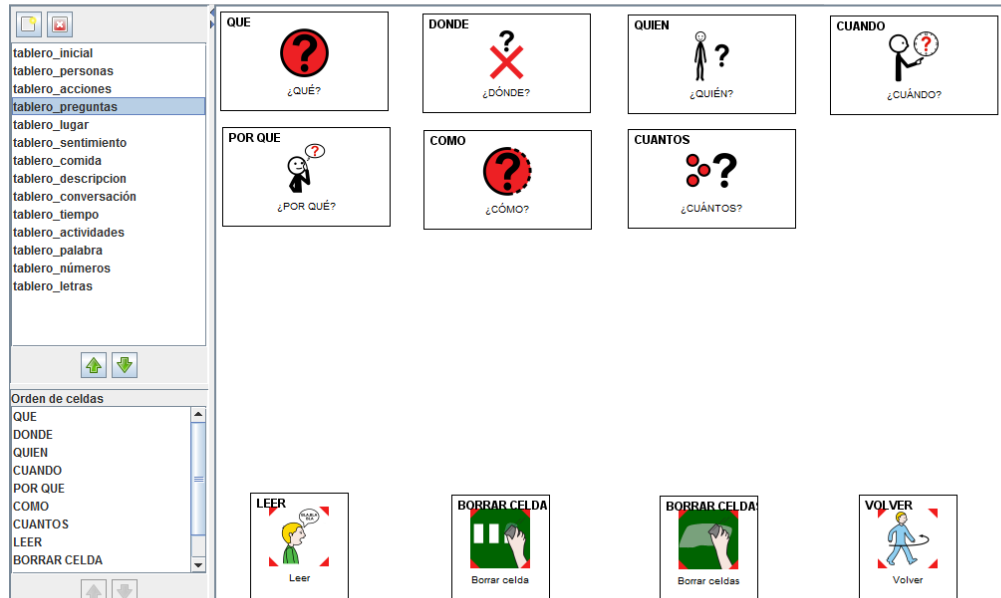 tablero_inicial
tablero_personas
tablero_acciones
tablero_preguntas
tablero_lugar
tablero_sentimiento
tablero_comida
tablero_descripcion
tablero_conversación
tablero_tiempo
tablero_actividades
tablero_palabra
tablero_números
tablero_letras
Orden de celdas
QUE
DONDE
QUIEN
CUANDO
POR QUE
COMO
CUANTOS
LEER
BORRAR CELDA
QUE
?
¿QUÉ?
DONDE
?
¿DÓNDE?
QUIEN
?
¿QUIÉN?
CUANDO
?
¿CUÁNDO?
POR QUE
?
¿POR QUÉ?
COMO
?
¿CÓMO?
CUANTOS
?
¿CUÁNTOS?
LEER
Leer
BORRAR CELDA
Borrar celda
BORRAR CELDAS
Borrar celdas
VOLVER
Volver